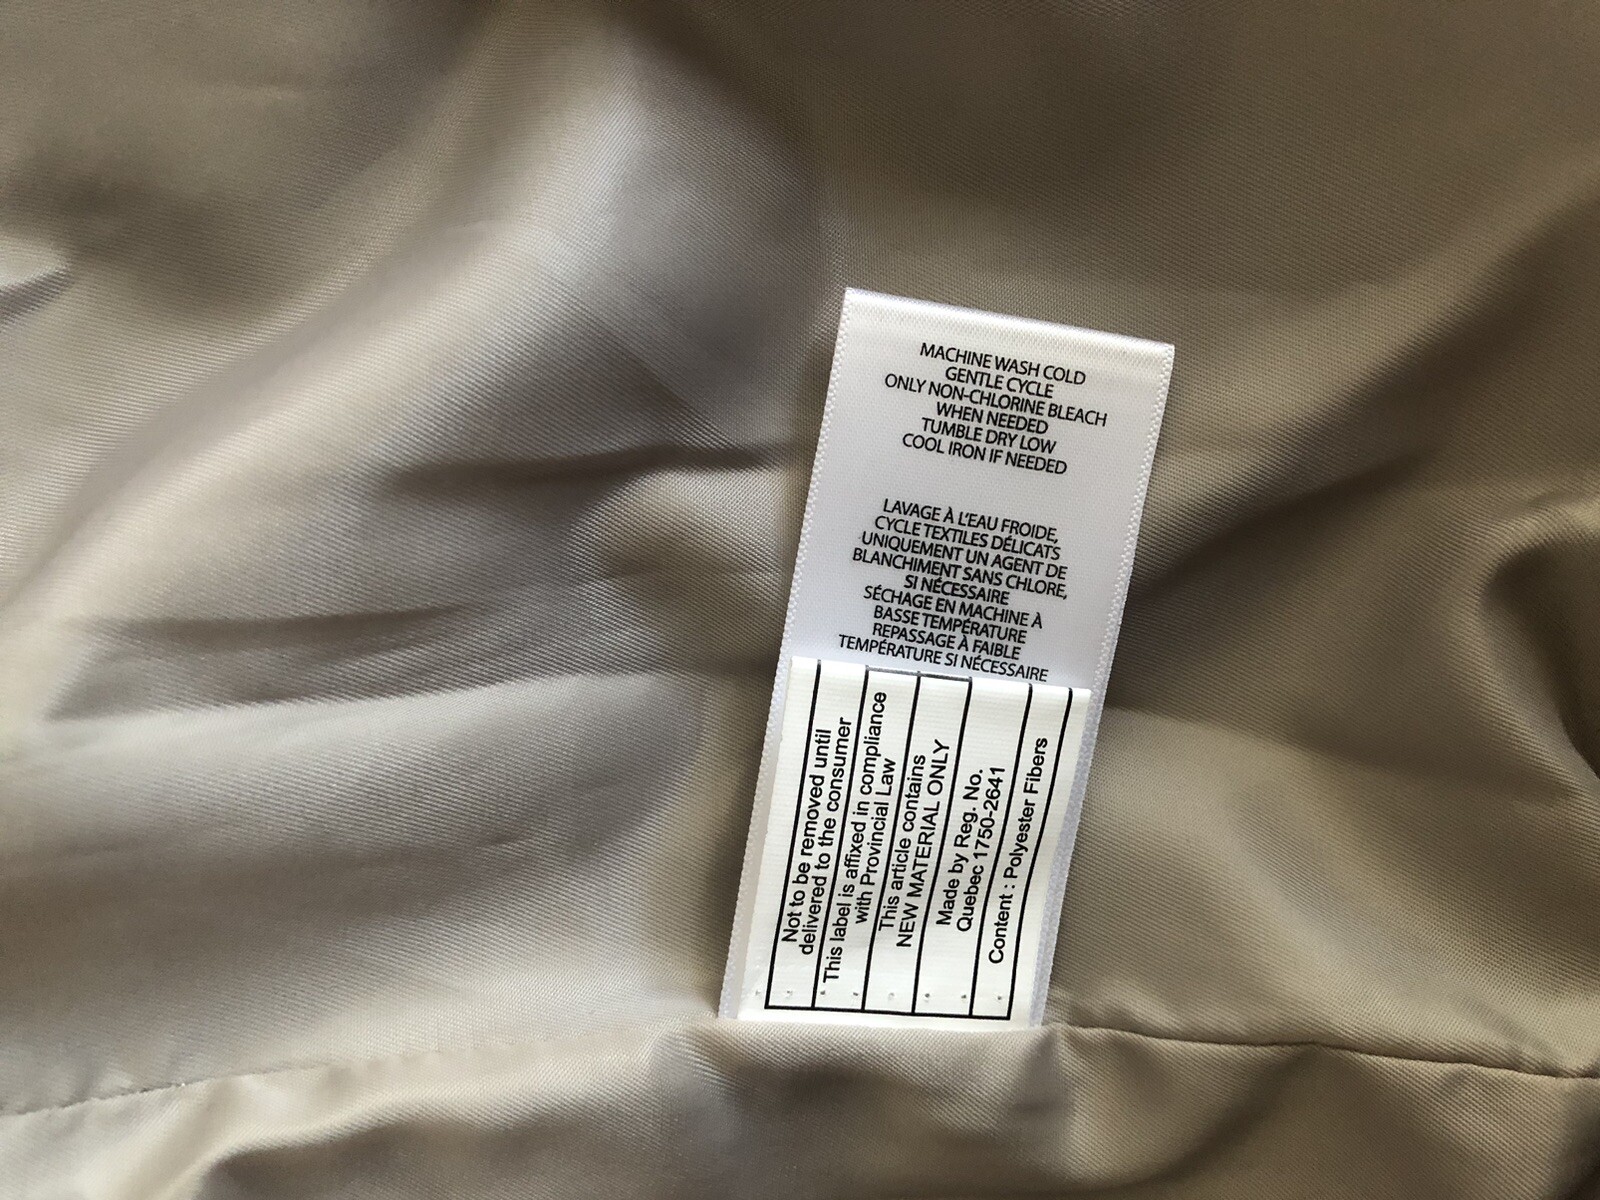 MACHINE WASH COLD
GENTLE CYCLE
ONLY NON-CHLORINE BLEACH
WHEN NEEDED
TUMBLE DRY LOW
COOL IRON IF NEEDED
LAVAGE À L'EAU FROIDE,
CYCLE TEXTILES DÉLICATS
UNIQUEMENT UN AGENT DE
BLANCHIMENT SANS CHLORE,
SI NÉCESSAIRE
SÉCHAGE EN MACHINE À
BASSE TEMPÉRATURE
REPASSAGE À FAIBLE
TEMPÉRATURE SI NÉCESSAIRE
Not to be removed until
delivered to the consumer
This label is affixed in compliance
with Provincial Law
This article contains
NEW MATERIAL ONLY
Made by Reg. No.
Quebec 1750-2641
Content : Polyester Fibers